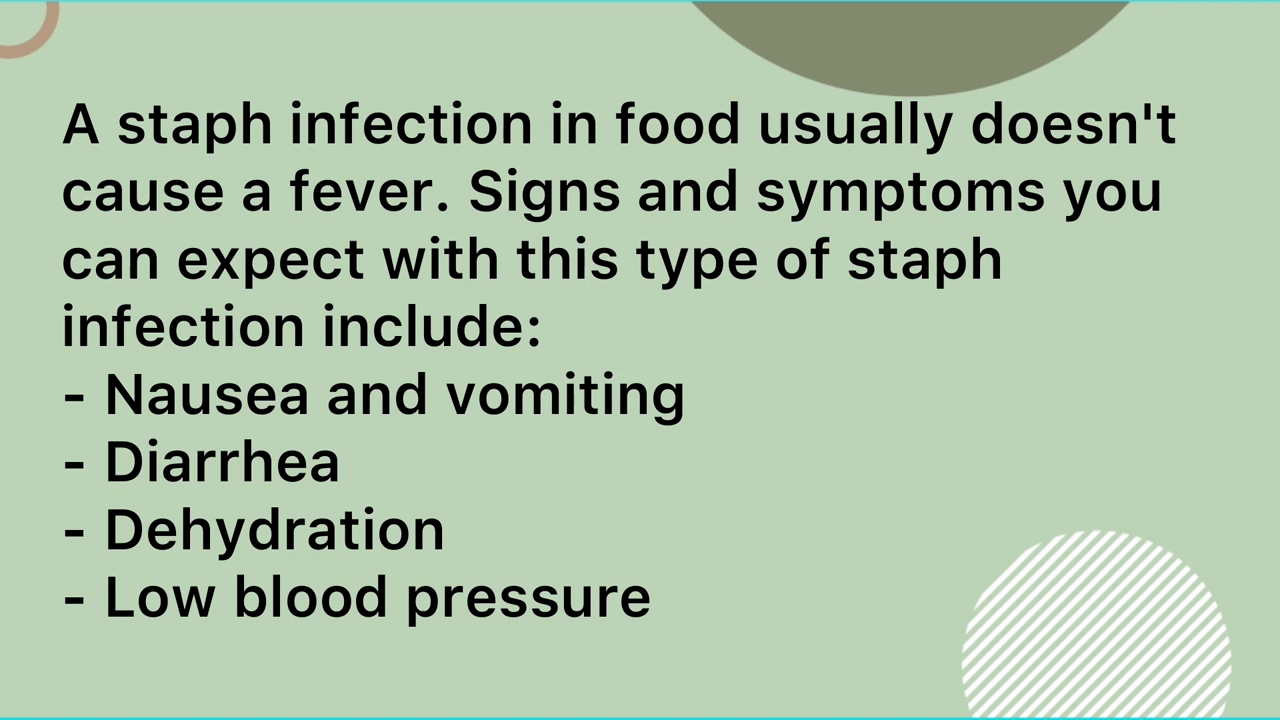 A staph infection in food usually doesn't
cause a fever. Signs and symptoms you
can expect with this type of staph
infection include:
- Nausea and vomiting
- Diarrhea
- Dehydration
- Low blood pressure